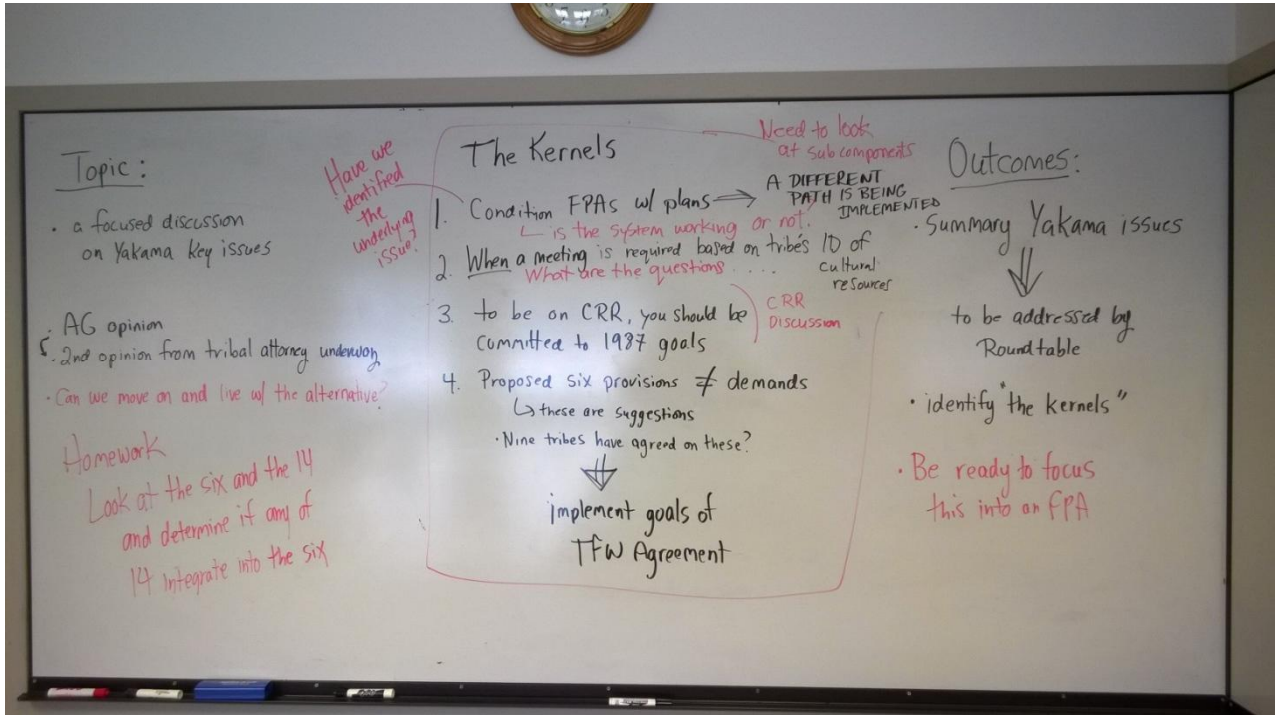 Topic:
• a focused discussion
on Yakama key issues
• AG opinion
5. 2nd opinion from tribal attorney underway
• Can we move on and live w/ the alternative?
Homework
Look at the six and the 14
and determine if any of
14 integrate into the six
Have we
identified
the
underlying
issue?
The Kernels
Need to look
at subcomponents
1. Condition FPAs w/ plans ⇒ A DIFFERENT
PATH IS BEING
IMPLEMENTED
is the system working or not?
2. When a meeting is required based on tribe's ID of
cultural
resources
What are the questions ....
3. to be on CRR, you should be
committed to 1987 goals
CRR
Discussion
4. Proposed six provisions ≠ demands
↳ these are suggestions
• Nine tribes have agreed on these?
implement goals of
TFW Agreement
Outcomes:
• Summary Yakama issues
to be addressed by
Roundtable
• identify "the kernels"
• Be ready to focus
this into an FPA